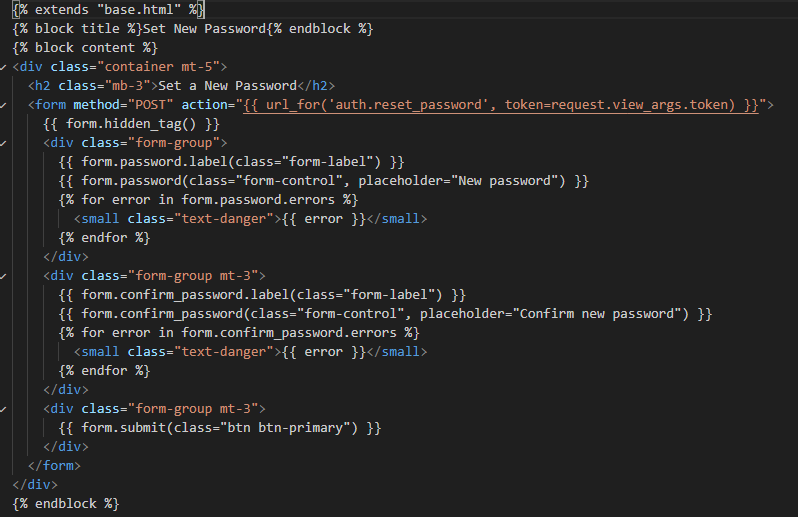 {% extends "base.html" %}
{% block title %}Set New Password{% endblock %}
{% block content %}
<div class="container mt-5">
  <h2 class="mb-3">Set a New Password</h2>
  <form method="POST" action="{{ url_for('auth.reset_password', token=request.view_args.token) }}">
    {{ form.hidden_tag() }}
    <div class="form-group">
      {{ form.password.label(class="form-label") }}
      {{ form.password(class="form-control", placeholder="New password") }}
      {% for error in form.password.errors %}
        <small class="text-danger">{{ error }}</small>
      {% endfor %}
    </div>
    <div class="form-group mt-3">
      {{ form.confirm_password.label(class="form-label") }}
      {{ form.confirm_password(class="form-control", placeholder="Confirm new password") }}
      {% for error in form.confirm_password.errors %}
        <small class="text-danger">{{ error }}</small>
      {% endfor %}
    </div>
    <div class="form-group mt-3">
      {{ form.submit(class="btn btn-primary") }}
    </div>
  </form>
</div>
{% endblock %}